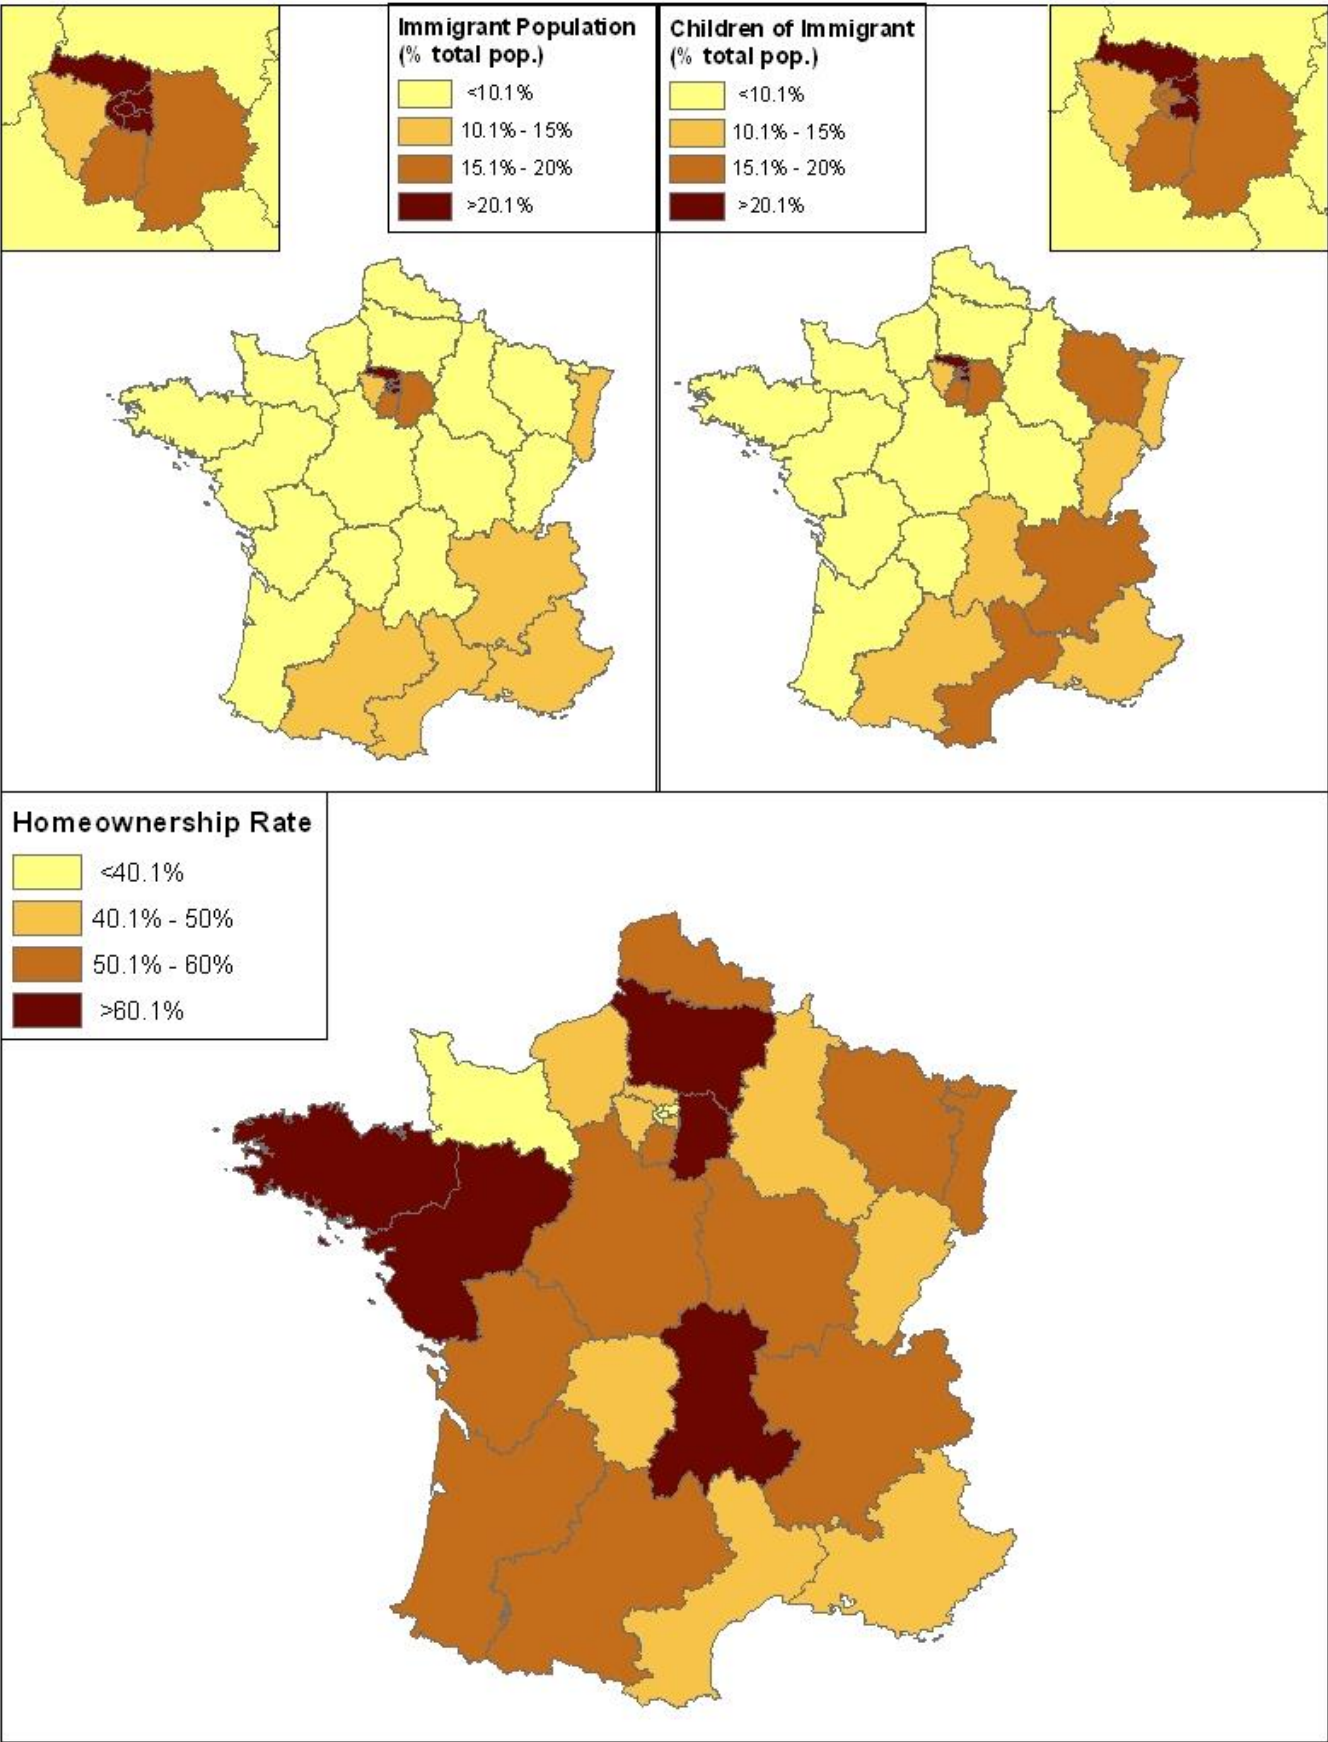 Immigrant Population
(% total pop.)
<10.1%
10.1% - 15%
15.1% - 20%
>20.1%
Children of Immigrant
(% total pop.)
<10.1%
10.1% - 15%
15.1% - 20%
>20.1%
Homeownership Rate
<40.1%
40.1% - 50%
50.1% - 60%
>60.1%